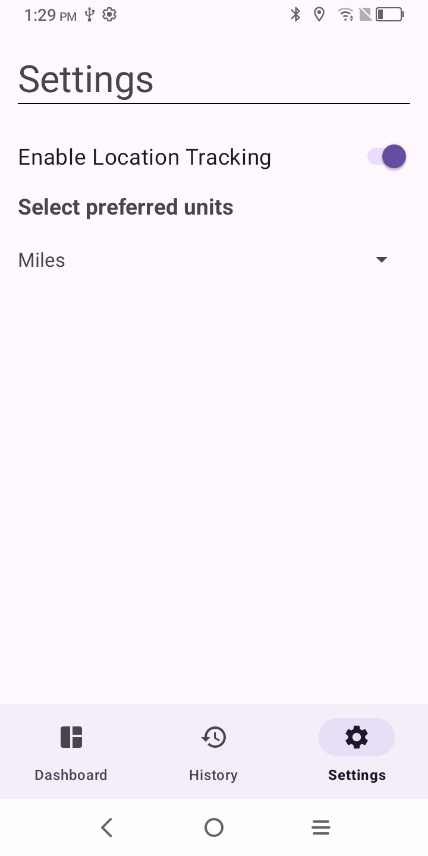 1:29 PM
Settings
Enable Location Tracking
Select preferred units
Miles
Dashboard History Settings